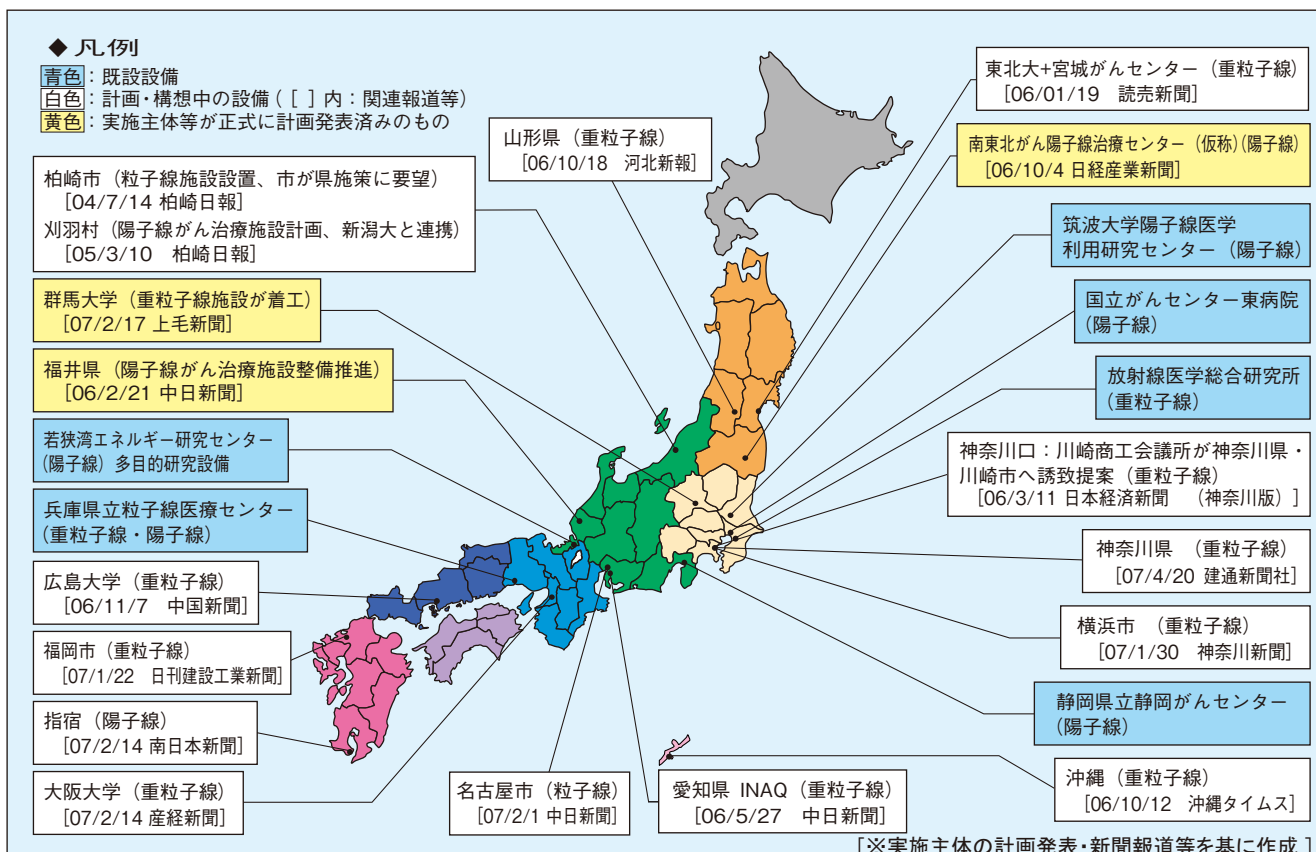 ◆ 凡例
青色：既設設備
白色：計画・構想中の設備（［ ］内：関連報道等）
黄色：実施主体等が正式に計画発表済みのもの
東北大+宮城がんセンター（重粒子線）
［06/01/19　読売新聞］
山形県（重粒子線）
［06/10/18　河北新報］
南東北がん陽子線治療センター（仮称）（陽子線）
［06/10/4 日経産業新聞］
柏崎市（粒子線施設設置、市が県施策に要望）
［04/7/14 柏崎日報］
刈羽村（陽子線がん治療施設計画、新潟大と連携）
［05/3/10　柏崎日報］
筑波大学陽子線医学
利用研究センター（陽子線）
群馬大学（重粒子線施設が着工）
［07/2/17 上毛新聞］
国立がんセンター東病院
（陽子線）
福井県（陽子線がん治療施設整備推進）
［06/2/21 中日新聞］
放射線医学総合研究所
（重粒子線）
若狭湾エネルギー研究センター
（陽子線）多目的研究設備
神奈川口：川崎商工会議所が神奈川県・
川崎市へ誘致提案（重粒子線）
［06/3/11 日本経済新聞　（神奈川版）］
兵庫県立粒子線医療センター
（重粒子線・陽子線）
神奈川県　（重粒子線）
［07/4/20 建通新聞社］
広島大学（重粒子線）
［06/11/7　中国新聞］
横浜市　（重粒子線）
［07/1/30　神奈川新聞］
福岡市（重粒子線）
［07/1/22　日刊建設工業新聞］
静岡県立静岡がんセンター
（陽子線）
指宿（陽子線）
［07/2/14 南日本新聞］
大阪大学（重粒子線）
［07/2/14 産経新聞］
名古屋市（粒子線）
［07/2/1 中日新聞］
愛知県 INAQ（重粒子線）
［06/5/27　中日新聞］
沖縄（重粒子線）
［06/10/12　沖縄タイムス］
［※実施主体の計画発表・新聞報道等を基に作成］